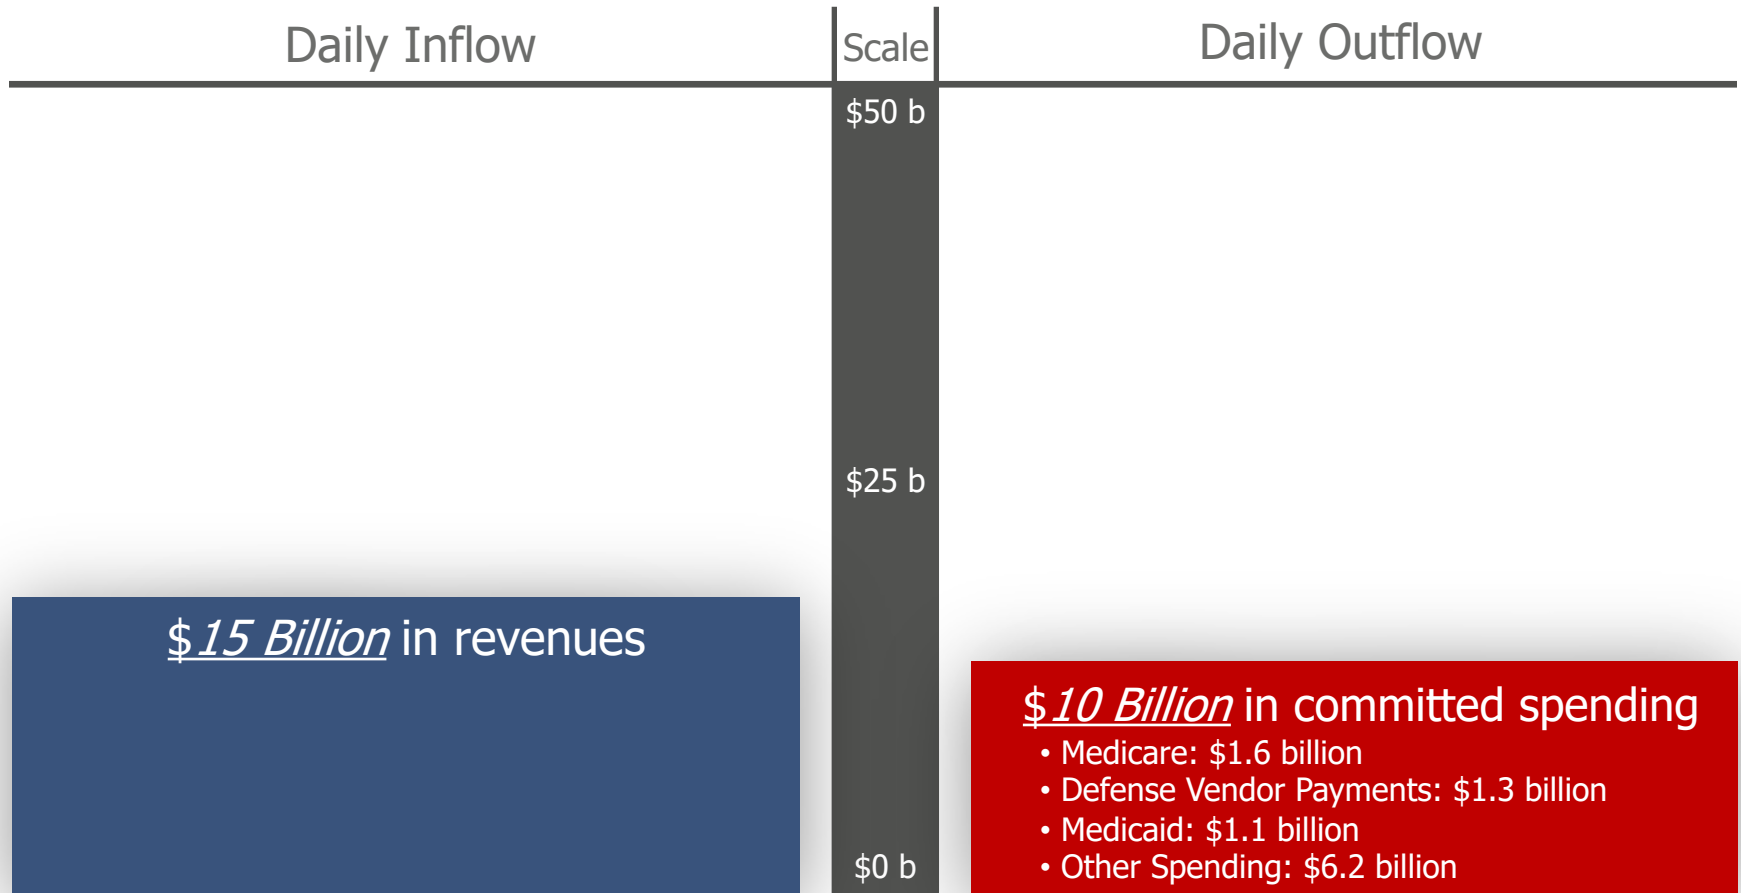 Daily Inflow
Scale
Daily Outflow
$50 b
$25 b
$0 b
$15 Billion in revenues
$10 Billion in committed spending
• Medicare: $1.6 billion
• Defense Vendor Payments: $1.3 billion
• Medicaid: $1.1 billion
• Other Spending: $6.2 billion